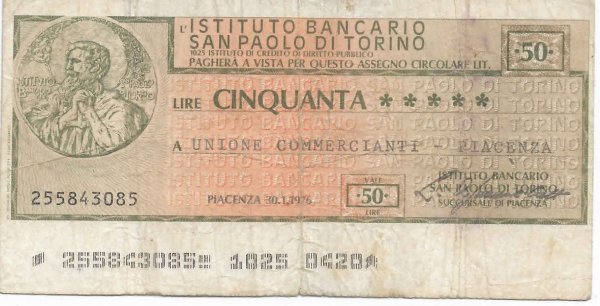 L'ISTITUTO BANCARIO
SAN PAOLO DI TORINO
1025 ISTITUTO DI CREDITO DI DIRITTO PUBBLICO
PAGHERÀ A VISTA PER QUESTO ASSEGNO CIRCOLARE LIT.
·50·
LIRE CINQUANTA * * * * *
A UNIONE COMMERCIANTI - PIACENZA
ISTITUTO BANCARIO
SAN PAOLO DI TORINO
SUCCURSALE DI PIACENZA
255843085
PIACENZA 30.1.1976
VALE
·50·
LIRE
255843085 1025 0420